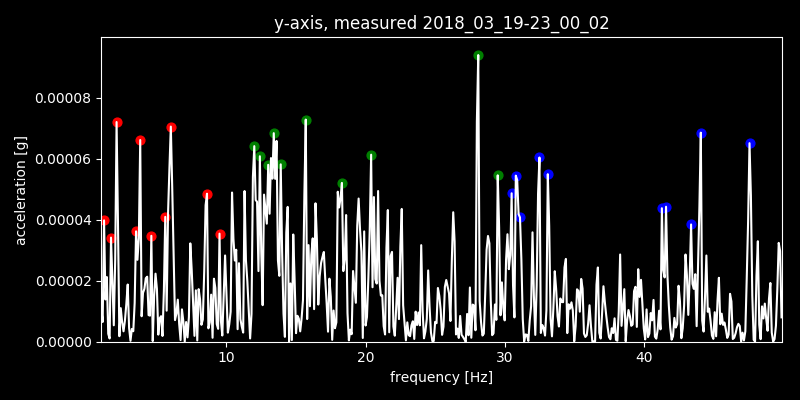 y-axis, measured 2018_03_19-23_00_02
acceleration [g]
0.00008
0.00006
0.00004
0.00002
0.00000
10 20 30 40
frequency [Hz]